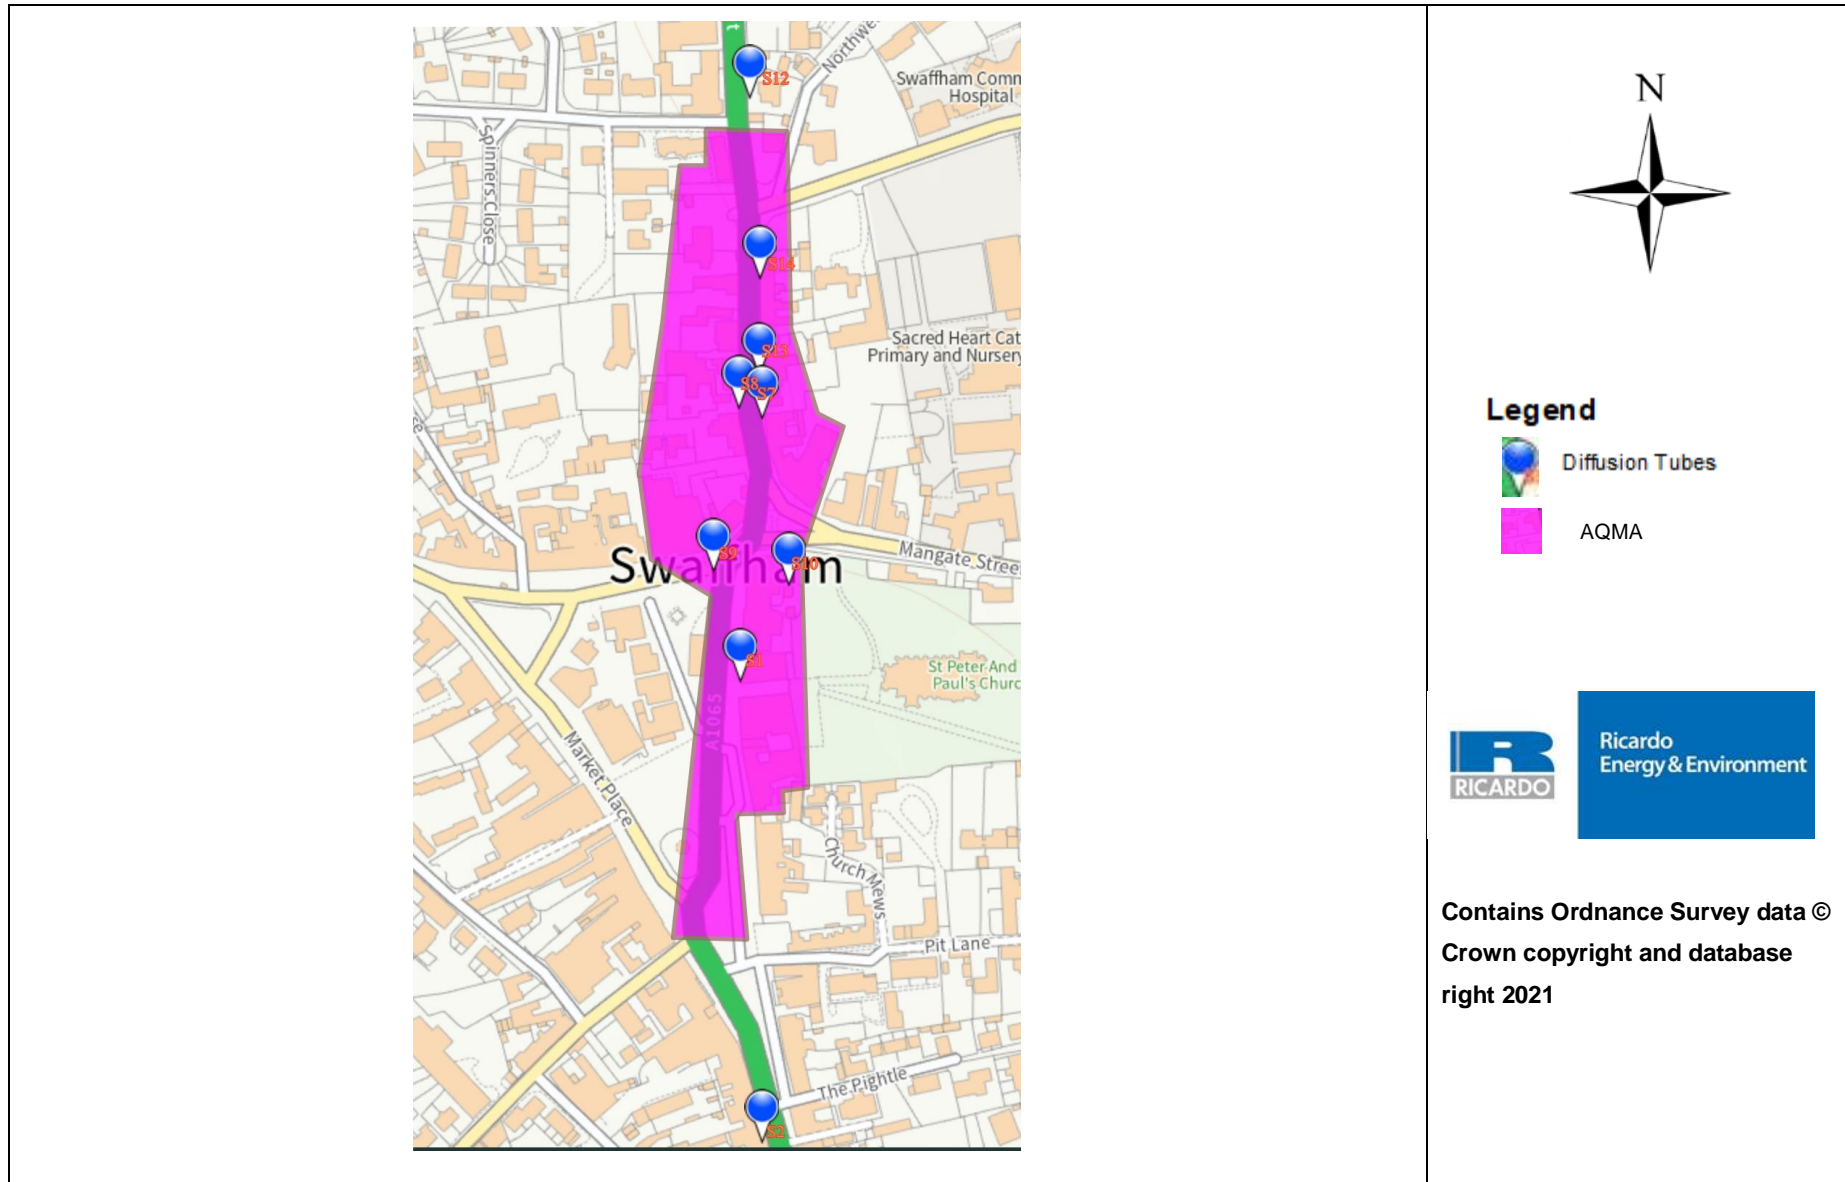 t
S12
Northwe
Swaffham Comm
Hospital
Spinners Close
S14
Sacred Heart Cat
Primary and Nursery
S13
S8
S7
ce
S9
S10
Swaffham
Mangate Stree
S1
St Peter And
Paul's Churc
A1065
Market Place
Church Mews
Pit Lane
The Pightle
S2
N
Legend
Diffusion Tubes
AQMA
RICARDO
Ricardo
Energy & Environment
Contains Ordnance Survey data ©
Crown copyright and database
right 2021